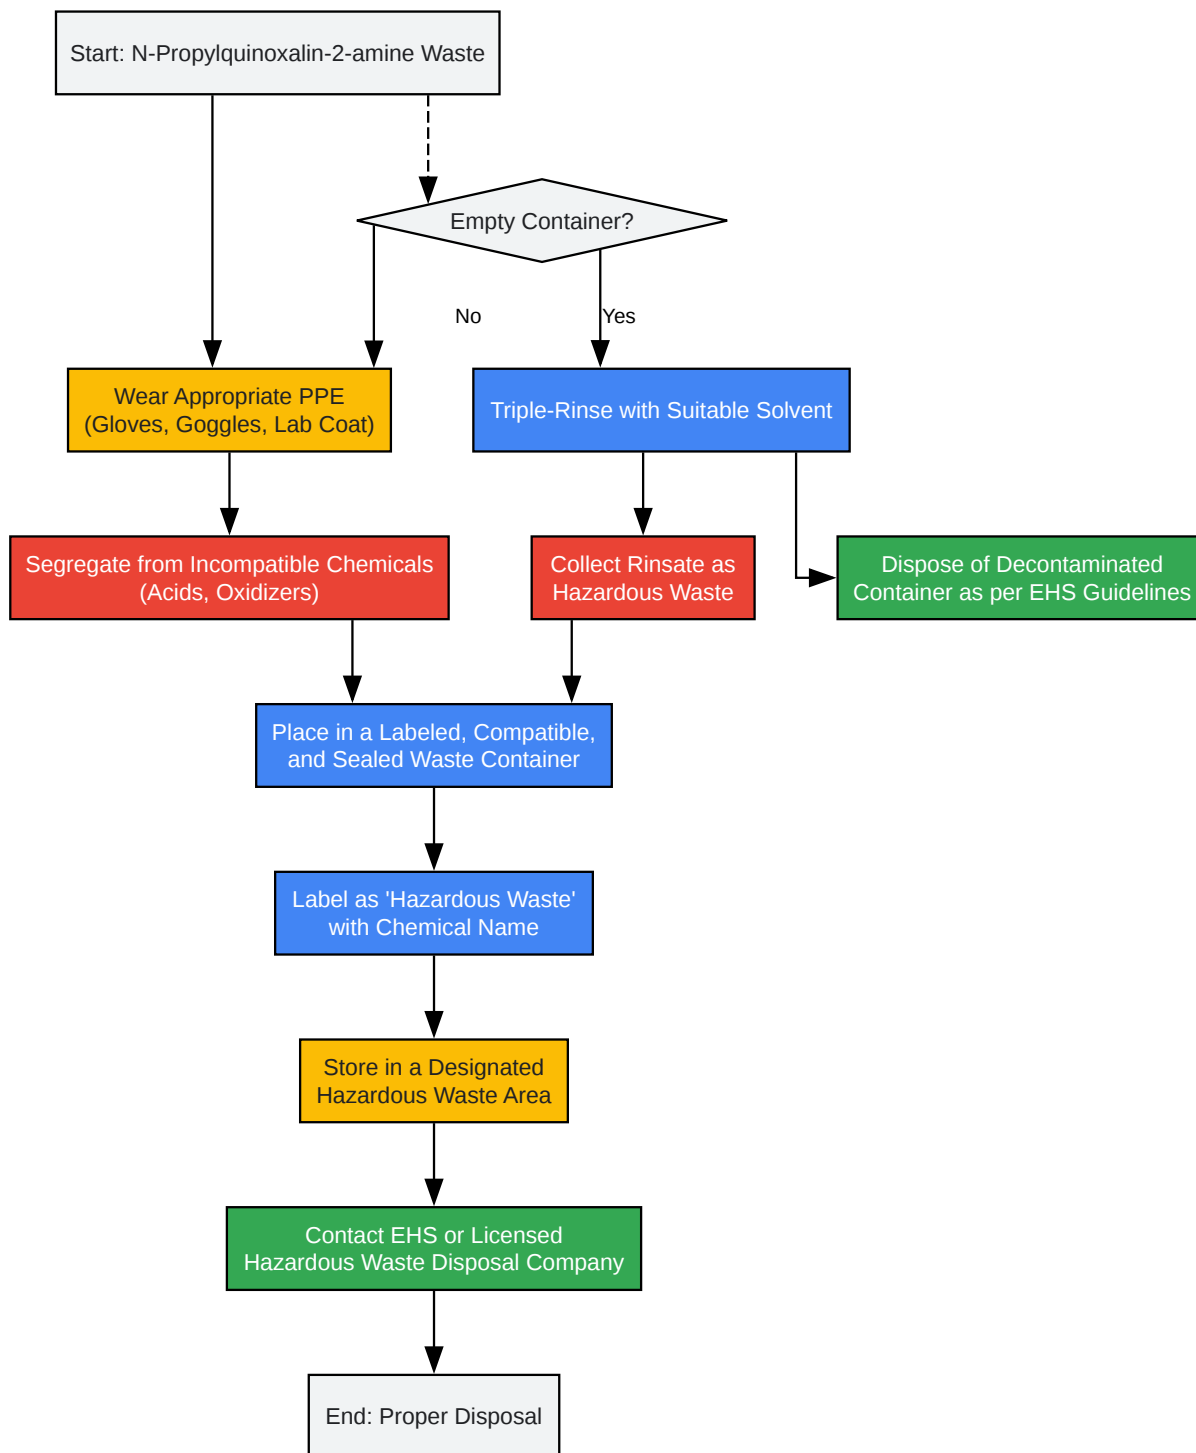 Start: N-Propylquinoxalin-2-amine Waste
Empty Container?
No
Yes
Wear Appropriate PPE
(Gloves, Goggles, Lab Coat)
Triple-Rinse with Suitable Solvent
Segregate from Incompatible Chemicals
(Acids, Oxidizers)
Collect Rinsate as
Hazardous Waste
Dispose of Decontaminated
Container as per EHS Guidelines
Place in a Labeled, Compatible,
and Sealed Waste Container
Label as 'Hazardous Waste'
with Chemical Name
Store in a Designated
Hazardous Waste Area
Contact EHS or Licensed
Hazardous Waste Disposal Company
End: Proper Disposal